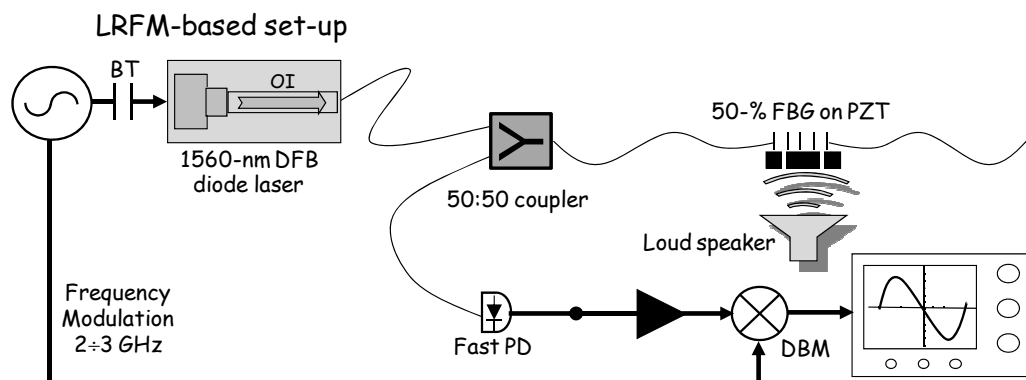 LRFM-based set-up
BT
OI
1560-nm DFB
diode laser
50:50 coupler
50-% FBG on PZT
Loud speaker
Frequency
Modulation
2÷3 GHz
Fast PD
DBM